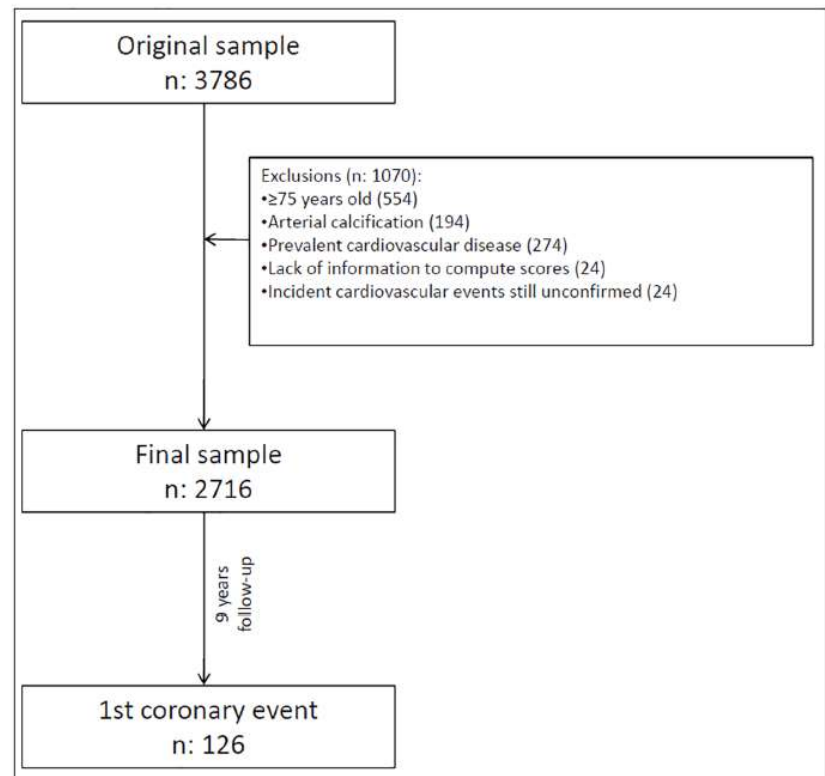 Original sample
n: 3786
Exclusions (n: 1070):
•≥75 years old (554)
•Arterial calcification (194)
•Prevalent cardiovascular disease (274)
•Lack of information to compute scores (24)
•Incident cardiovascular events still unconfirmed (24)
Final sample
n: 2716
9 years
follow-up
1st coronary event
n: 126